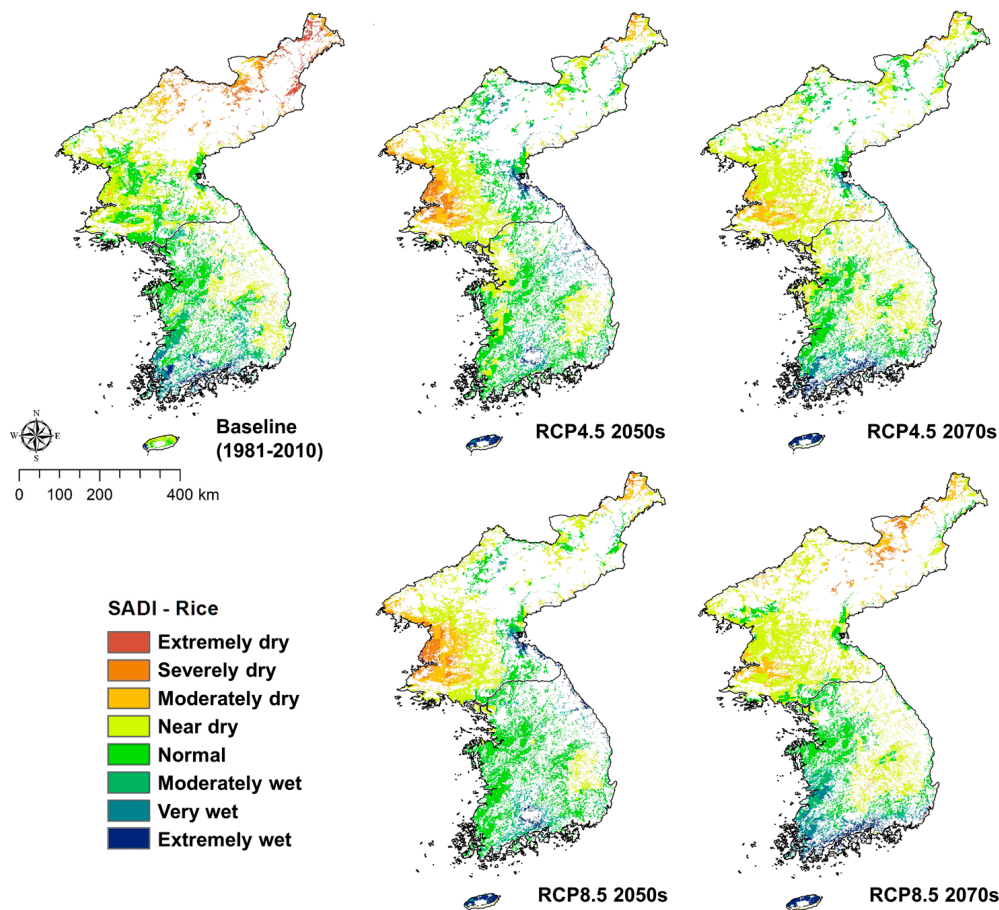 N
W E
S
Baseline
(1981-2010)
RCP4.5 2050s
RCP4.5 2070s
0 100 200 400 km
SADI - Rice
Extremely dry
Severely dry
Moderately dry
Near dry
Normal
Moderately wet
Very wet
Extremely wet
RCP8.5 2050s
RCP8.5 2070s